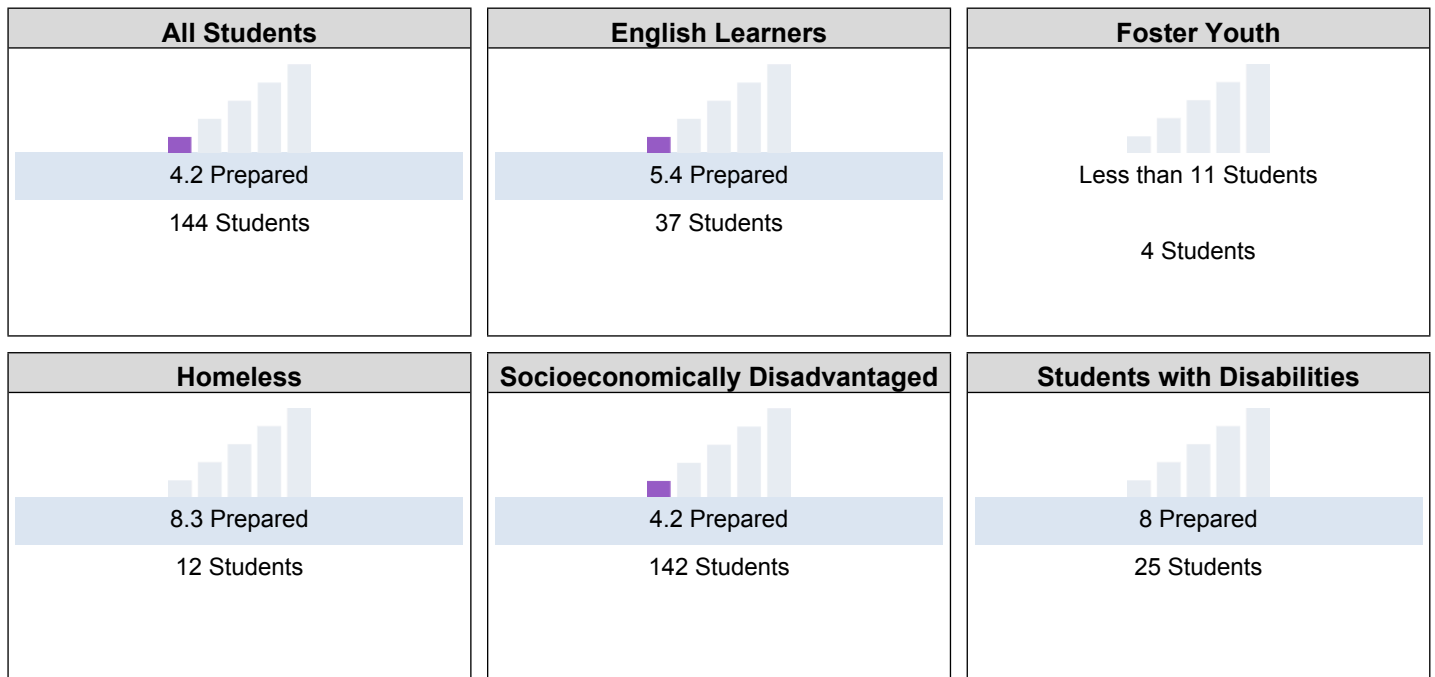 All Students
4.2 Prepared
144 Students
English Learners
5.4 Prepared
37 Students
Foster Youth
Less than 11 Students
4 Students
Homeless
8.3 Prepared
12 Students
Socioeconomically Disadvantaged
4.2 Prepared
142 Students
Students with Disabilities
8 Prepared
25 Students